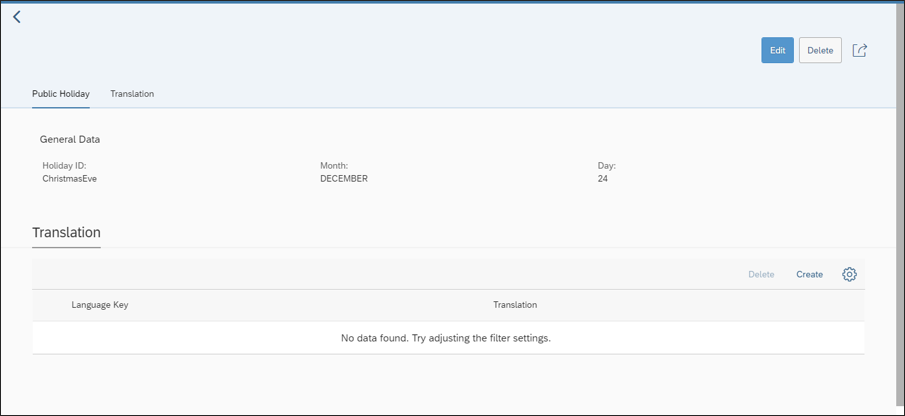 Edit Delete
Public Holiday Translation
General Data
Holiday ID: Month: Day:
ChristmasEve DECEMBER 24
Translation
Delete Create
Language Key Translation
No data found. Try adjusting the filter settings.